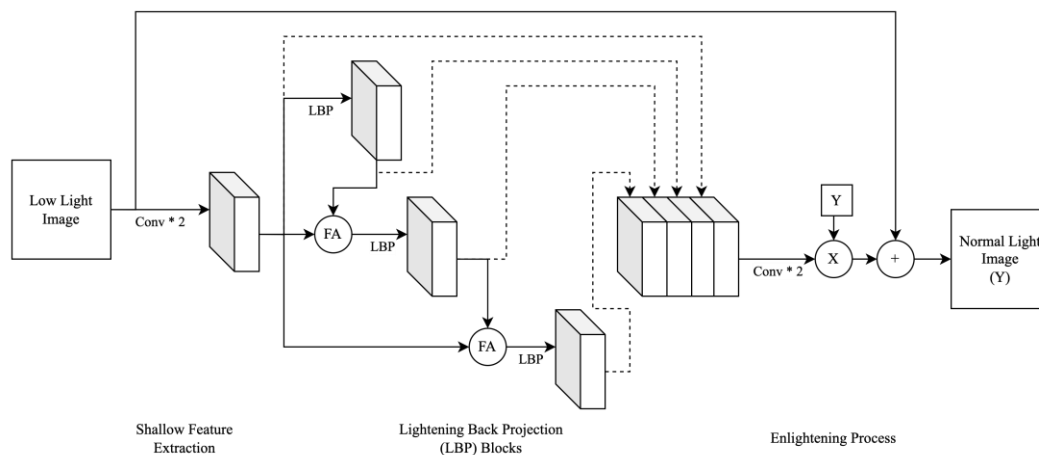 LBP
Low Light
Image
Conv * 2
FA
LBP
FA
LBP
Y
Conv * 2
X
+
Normal Light
Image
(Y)
Shallow Feature
Extraction
Lightening Back Projection
(LBP) Blocks
Enlightening Process